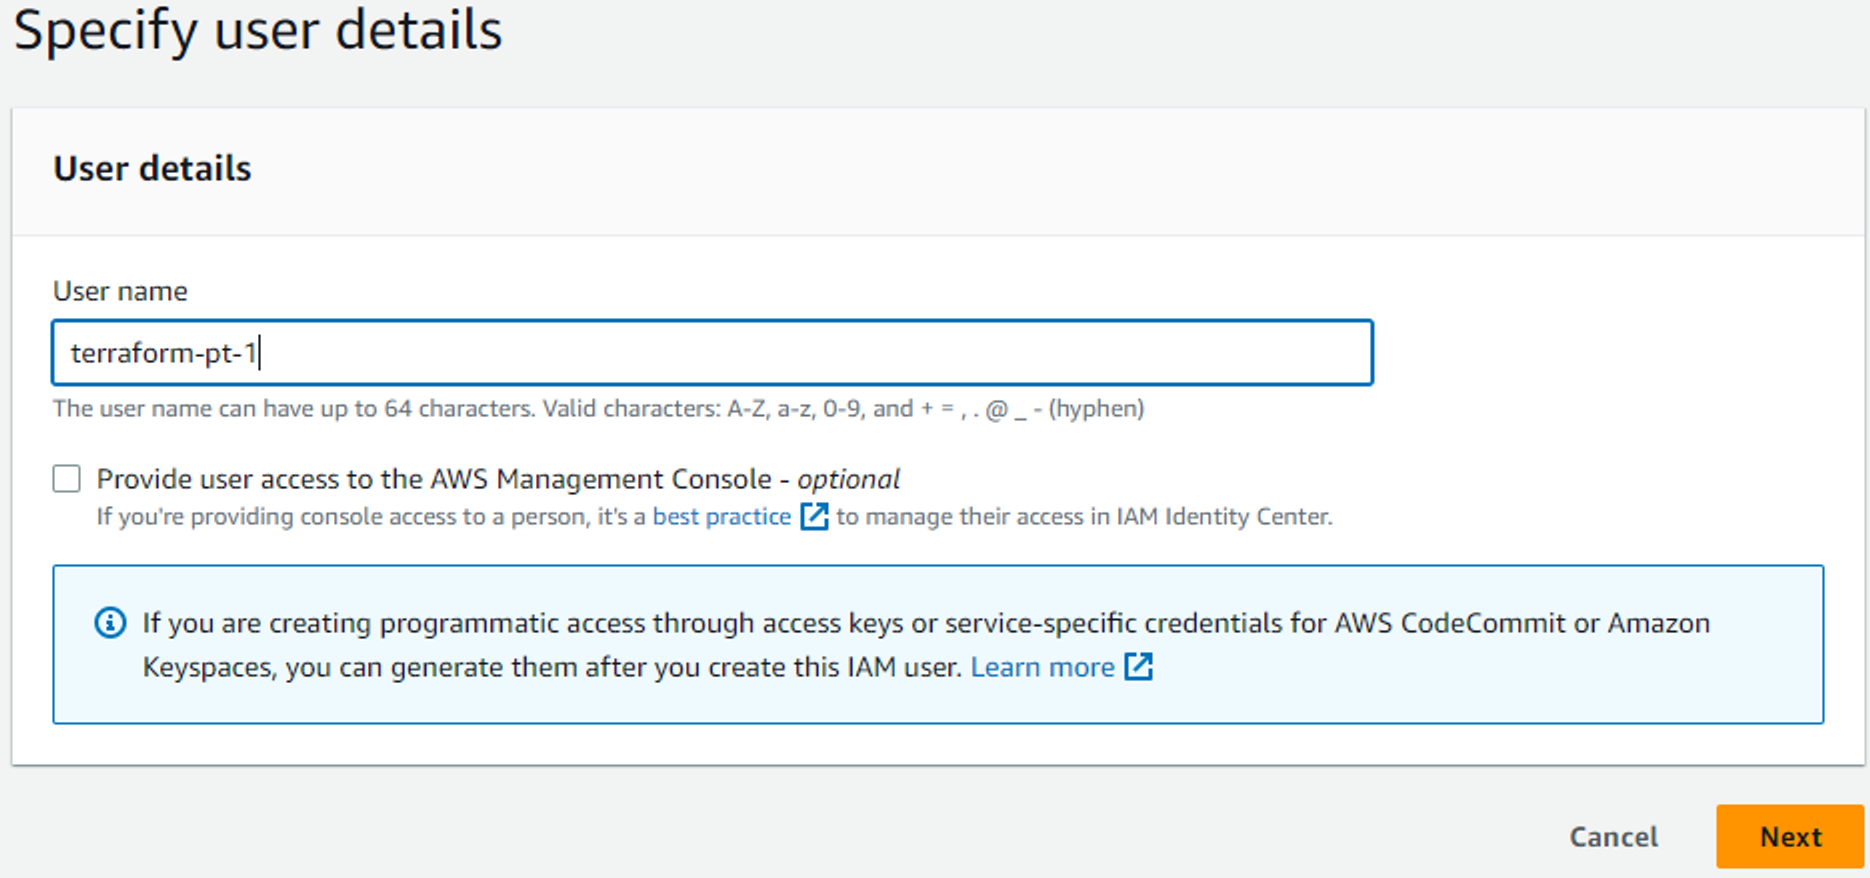 Specify user details
User details
User name
terraform-pt-1
The user name can have up to 64 characters. Valid characters: A-Z, a-z, 0-9, and + = , . @ _ - (hyphen)
Provide user access to the AWS Management Console - optional
If you're providing console access to a person, it's a best practice to manage their access in IAM Identity Center.
If you are creating programmatic access through access keys or service-specific credentials for AWS CodeCommit or Amazon
Keyspaces, you can generate them after you create this IAM user. Learn more
Cancel
Next